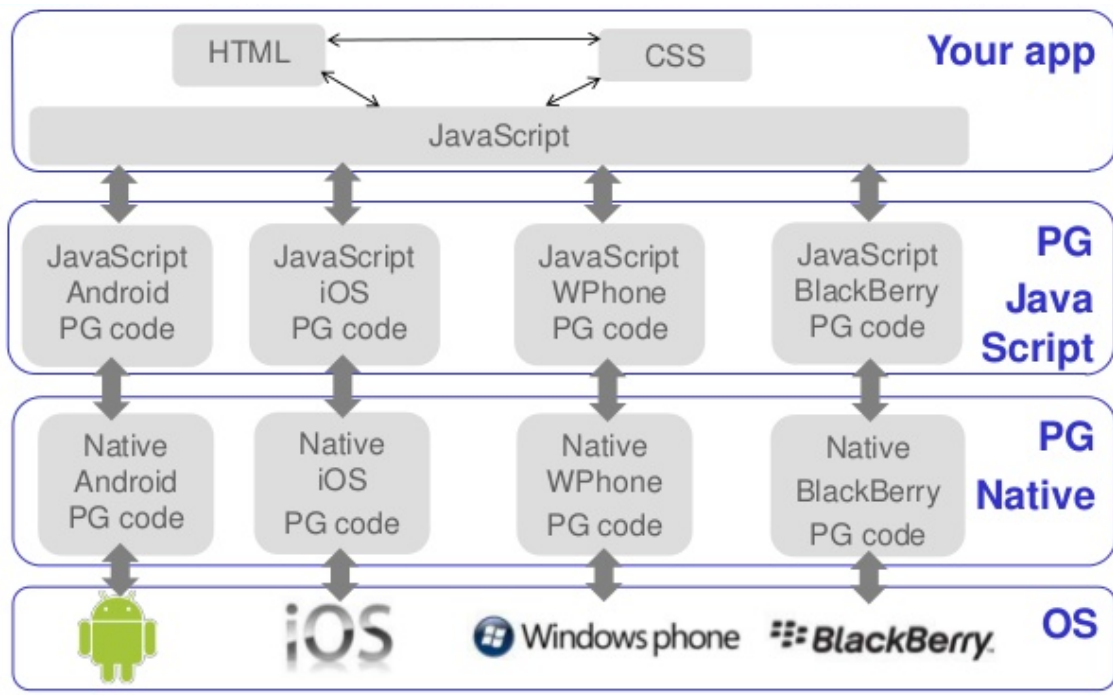 HTML
CSS
Your app
JavaScript
JavaScript
Android
PG code
JavaScript
iOS
PG code
JavaScript
WPhone
PG code
JavaScript
BlackBerry
PG code
PG
Java
Script
Native
Android
PG code
Native
iOS
PG code
Native
WPhone
PG code
Native
BlackBerry
PG code
PG
Native
iOS
Windows phone
BlackBerry
OS